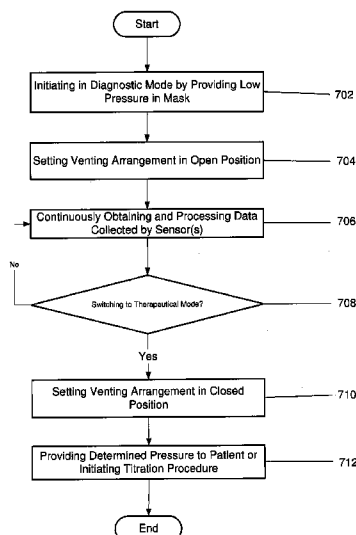 Start
Initiating in Diagnostic Mode by Providing Low
Pressure in Mask
702
Setting Venting Arrangement in Open Position
704
Continuously Obtaining and Processing Data
Collected by Sensor(s)
706
No
Switching to Therapeutical Mode?
708
Yes
Setting Venting Arrangement in Closed
Position
710
Providing Determined Pressure to Patient or
Initiating Titration Procedure
712
End